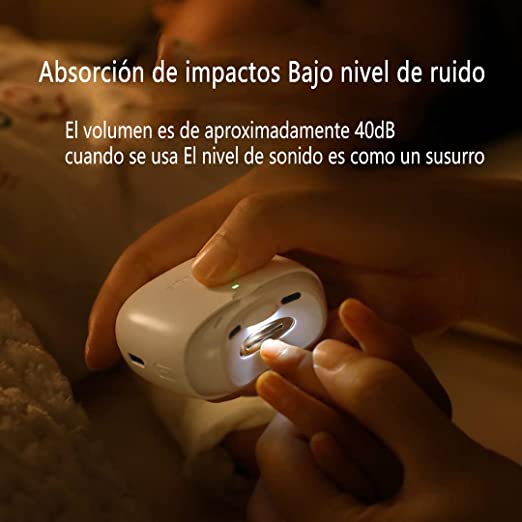 Absorción de impactos Bajo nivel de ruido
El volumen es de aproximadamente 40dB
cuando se usa El nivel de sonido es como un susurro